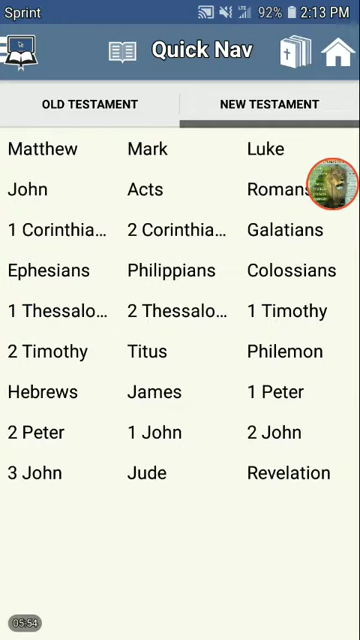 Sprint 92% 2:13 PM
Quick Nav
OLD TESTAMENT NEW TESTAMENT
Matthew Mark Luke
John Acts Romans
1 Corinthia... 2 Corinthia... Galatians
Ephesians Philippians Colossians
1 Thessalo... 2 Thessalo... 1 Timothy
2 Timothy Titus Philemon
Hebrews James 1 Peter
2 Peter 1 John 2 John
3 John Jude Revelation
05:54